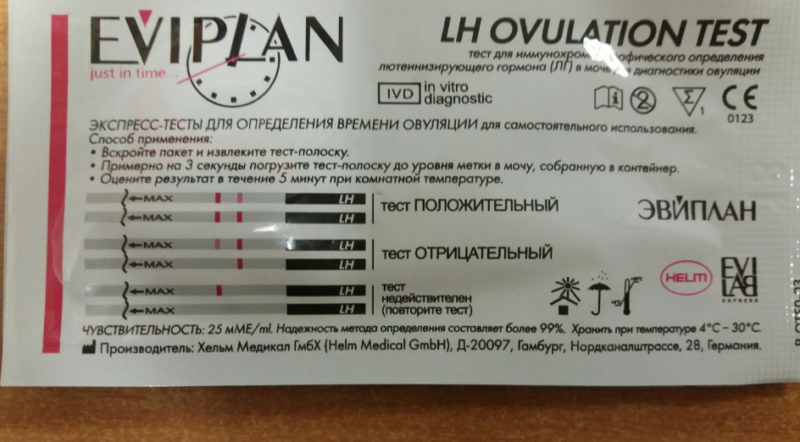 EVIPLAN
just in time...
LH OVULATION TEST
тест для иммунохроматографического определения
лютеинизирующего гормона (ЛГ) в моче для диагностики овуляции
IVD in vitro diagnostic
2
1
CE
0123
ЭКСПРЕСС-ТЕСТЫ ДЛЯ ОПРЕДЕЛЕНИЯ ВРЕМЕНИ ОВУЛЯЦИИ для самостоятельного использования.
Способ применения:
• Вскройте пакет и извлеките тест-полоску.
• Примерно на 3 секунды погрузите тест-полоску до уровня метки в мочу, собранную в контейнер.
• Оцените результат в течение 5 минут при комнатной температуре.
MAX LH
MAX LH
тест ПОЛОЖИТЕЛЬНЫЙ
ЭВИПЛАН
MAX LH
MAX LH
тест ОТРИЦАТЕЛЬНЫЙ
MAX LH
MAX LH
тест
недействителен
(повторите тест)
HELM
EVI
LAB
EXPRESS
ЧУВСТВИТЕЛЬНОСТЬ: 25 мМЕ/ml. Надежность метода определения составляет более 99%. Хранить при температуре 4°C – 30°C.
Производитель: Хельм Медикал ГмбХ (Helm Medical GmbH), Д-20097, Гамбург, Нордканалштрассе, 28, Германия.